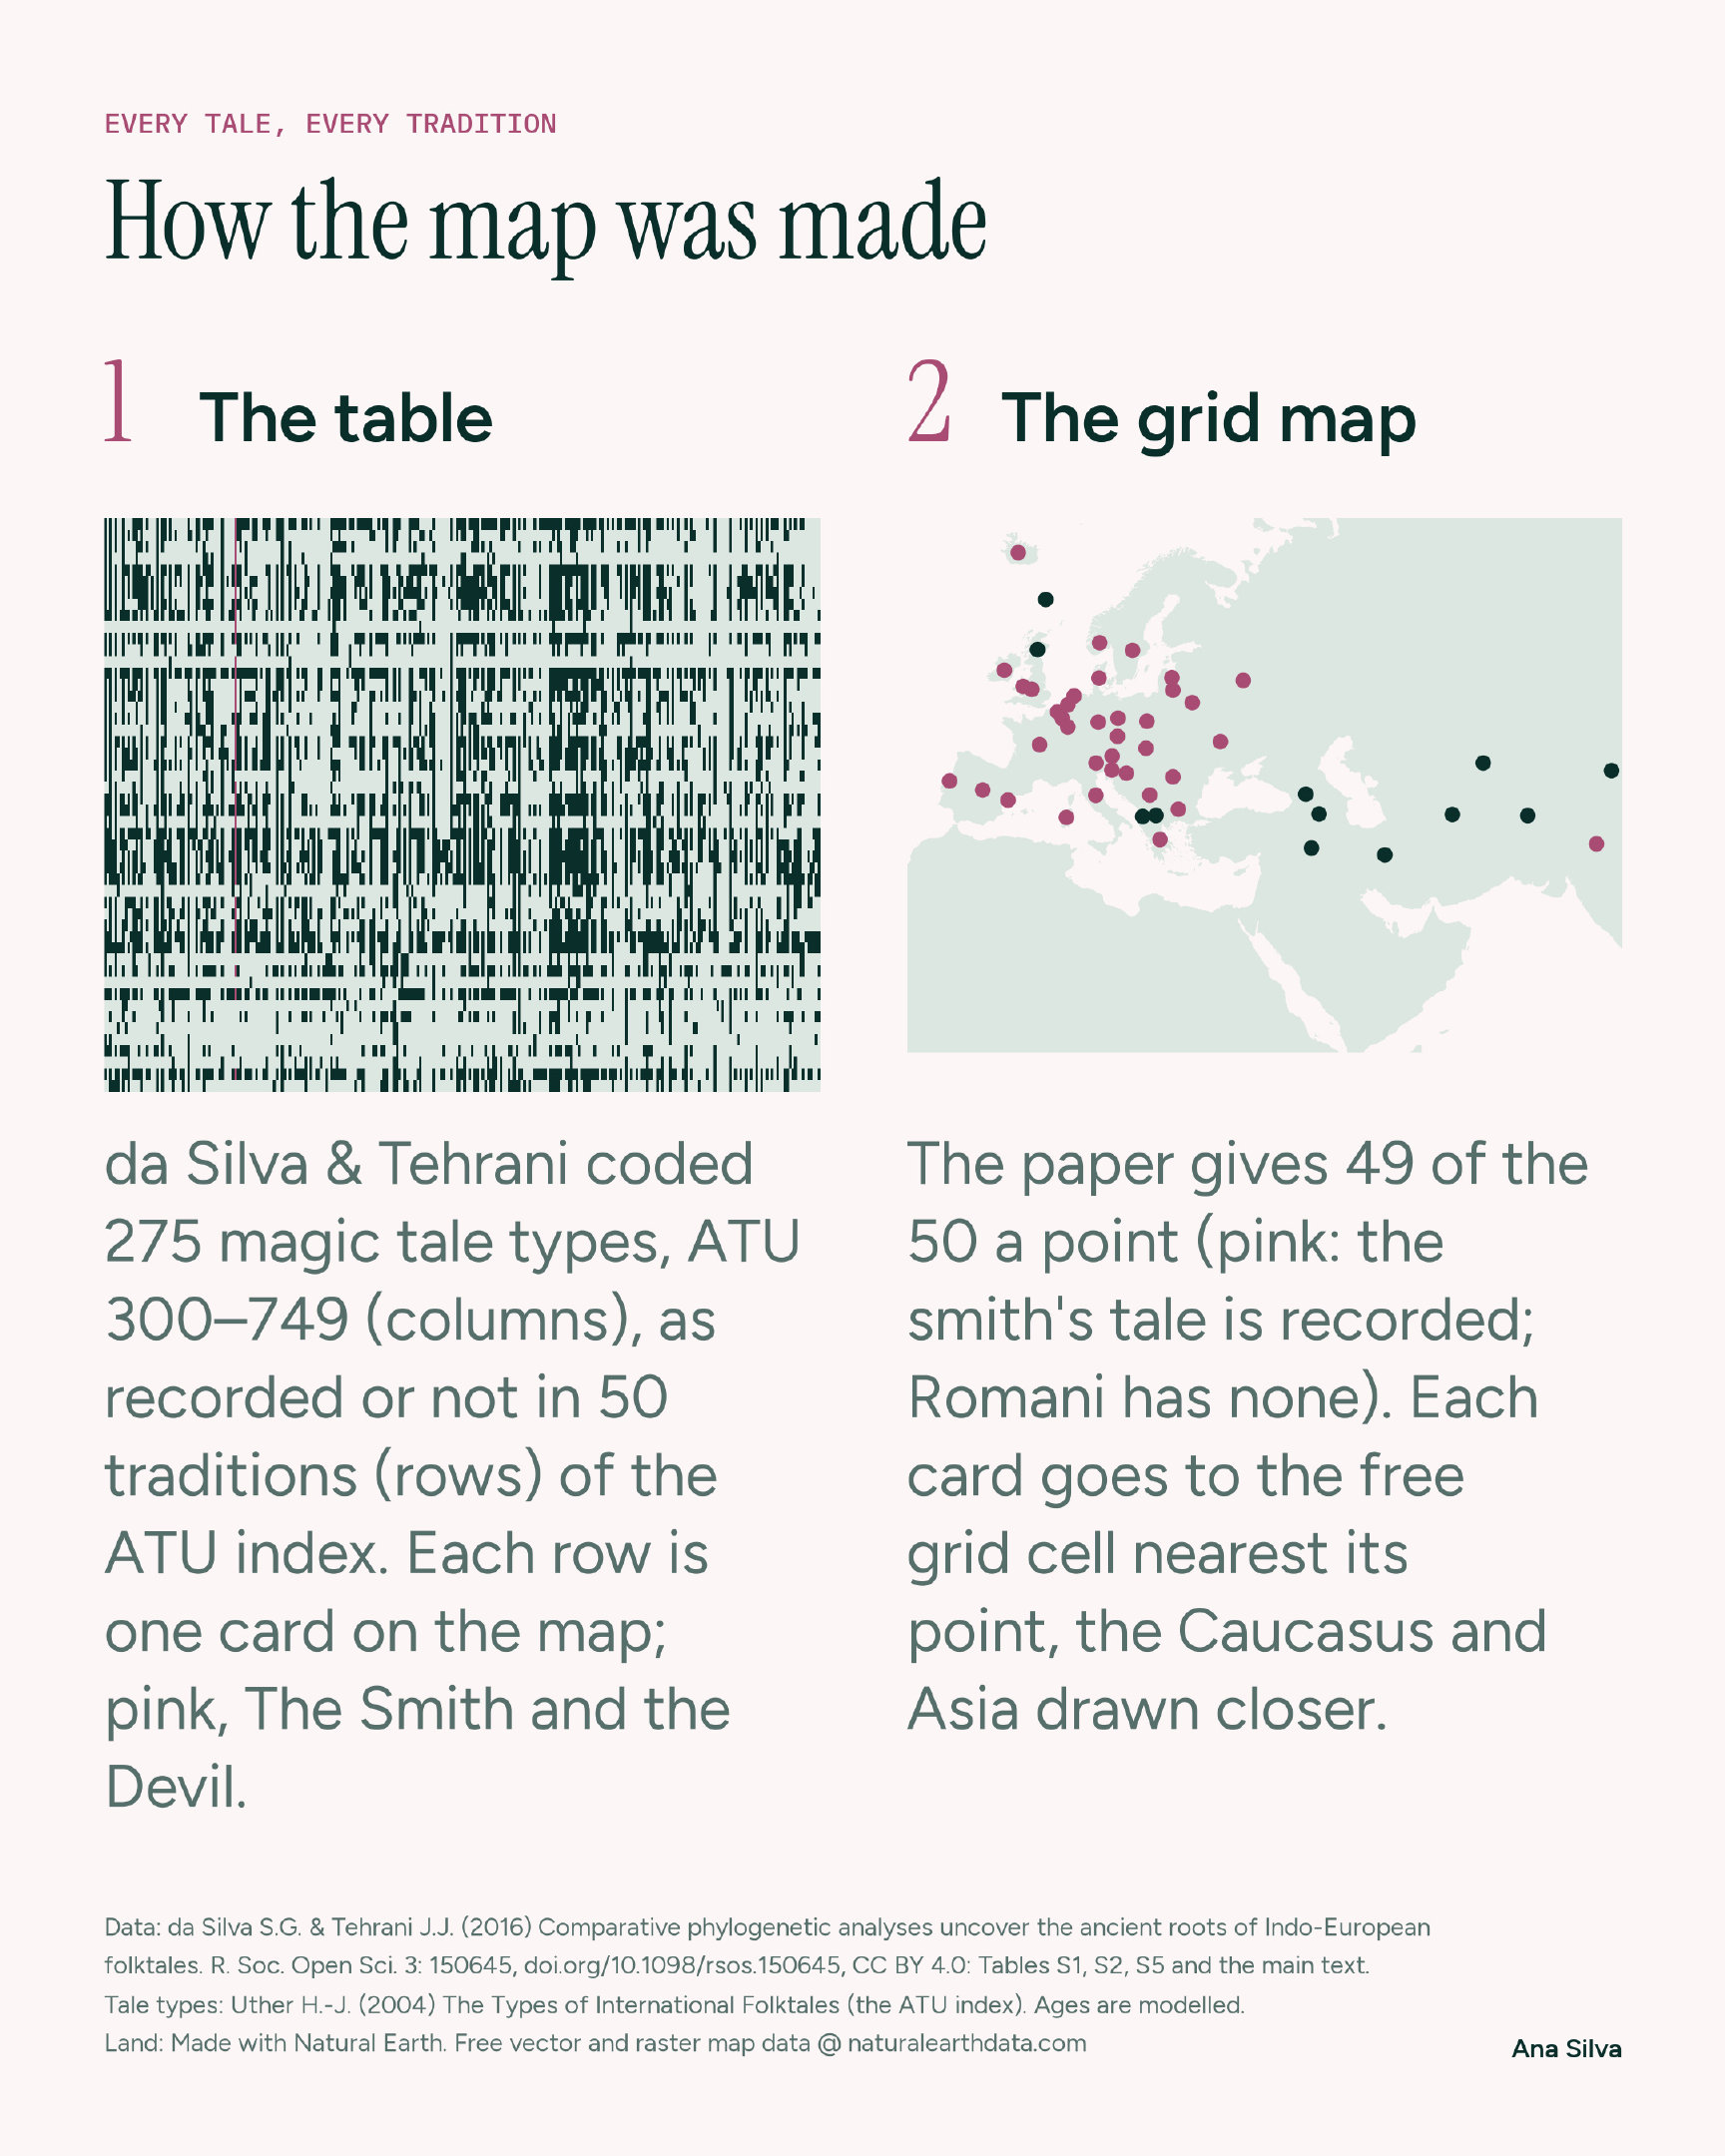 EVERY TALE, EVERY TRADITION
How the map was made
1 The table
da Silva & Tehrani coded
275 magic tale types, ATU
300–749 (columns), as
recorded or not in 50
traditions (rows) of the
ATU index. Each row is
one card on the map;
pink, The Smith and the
Devil.
2 The grid map
The paper gives 49 of the
50 a point (pink: the
smith's tale is recorded;
Romani has none). Each
card goes to the free
grid cell nearest its
point, the Caucasus and
Asia drawn closer.
Data: da Silva S.G. & Tehrani J.J. (2016) Comparative phylogenetic analyses uncover the ancient roots of Indo-European
folktales. R. Soc. Open Sci. 3: 150645, doi.org/10.1098/rsos.150645, CC BY 4.0: Tables S1, S2, S5 and the main text.
Tale types: Uther H.-J. (2004) The Types of International Folktales (the ATU index). Ages are modelled.
Land: Made with Natural Earth. Free vector and raster map data @ naturalearthdata.com
Ana Silva